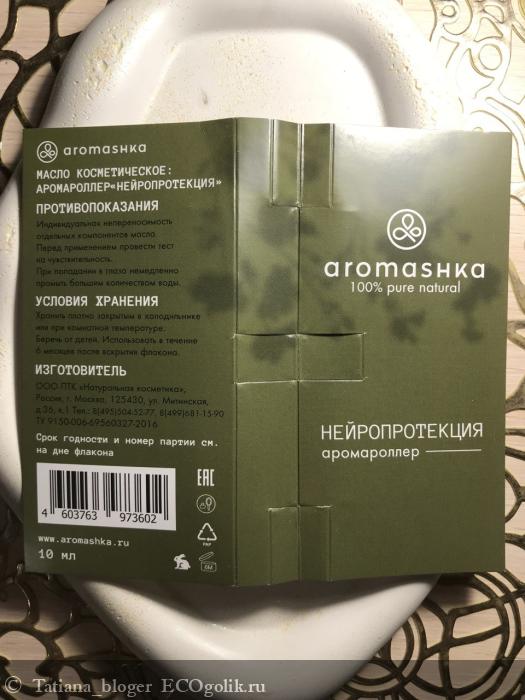 aromashka
МАСЛО КОСМЕТИЧЕСКОЕ:
АРОМАРОЛЛЕР«НЕЙРОПРОТЕКЦИЯ»
ПРОТИВОПОКАЗАНИЯ
Индивидуальная непереносимость
отдельных компонентов масла.
Перед применением провести тест
на чувствительность.
При попадании в глаза немедленно
промыть большим количеством воды.
УСЛОВИЯ ХРАНЕНИЯ
Хранить плотно закрытым в холодильнике
или при комнатной температуре.
Беречь от детей. Использовать в течение
6 месяцев после вскрытия флакона.
ИЗГОТОВИТЕЛЬ
ООО ПТК «Натуральная косметика»,
Россия, г. Москва, 125430, ул. Митинская,
д.36, к.1 Тел.: 8(495)504-52-77, 8(499)681-15-90
ТУ 9150-006-69560327-2016
Срок годности и номер партии см.
на дне флакона
4 603763 973602
EAC
PAP
6M
www.aromashka.ru
10 мл
aromashka
100% pure natural
НЕЙРОПРОТЕКЦИЯ
аромароллер
© Tatiana_bloger ECOgolik.ru